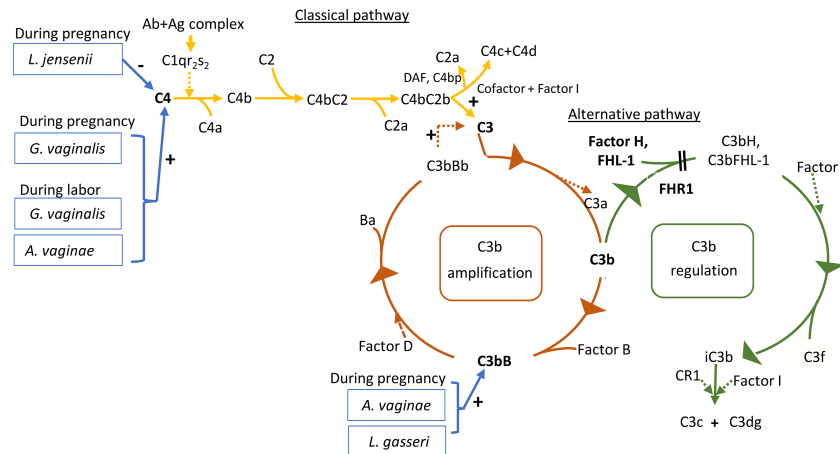 Classical pathway
Ab+Ag complex
During pregnancy
L. jensenii
-
C1qr2s2
C2
C2a
C4c+C4d
DAF, C4bp
Cofactor + Factor I
C4
C4b
C4bC2
C4bC2b
+
C4a
C2a
C3
Alternative pathway
During pregnancy
G. vaginalis
+
+
C3bBb
Factor H,
FHL-1
C3bH,
C3bFHL-1
Factor
FHR1
During labor
G. vaginalis
A. vaginae
C3a
Ba
C3b
amplification
C3b
C3b
regulation
Factor D
C3bB
Factor B
iC3b
C3f
During pregnancy
A. vaginae
+
L. gasseri
CR1
Factor I
C3c + C3dg